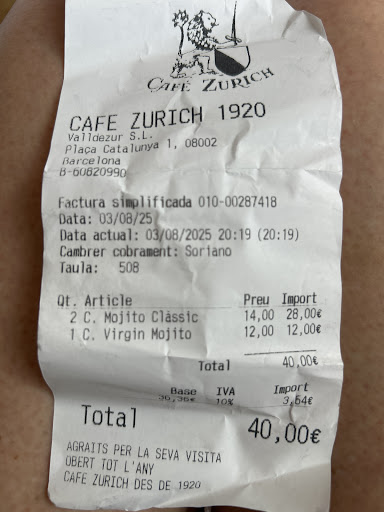 CAFÉ ZURICH
CAFE ZURICH 1920
Valldezur S.L.
Plaça Catalunya 1, 08002
Barcelona
B-60820990
Factura simplificada 010-00287418
Data: 03/08/25
Data actual: 03/08/2025 20:19 (20:19)
Cambrer cobrament: Soriano
Taula: 508
Qt. Article Preu Import
2 C. Mojito Clàssic 14,00 28,00€
1 C. Virgin Mojito 12,00 12,00€
Total 40,00€
Base IVA Import
36,36€ 10% 3,64€
Total 40,00€
AGRAITS PER LA SEVA VISITA
OBERT TOT L'ANY
CAFE ZURICH DES DE 1920